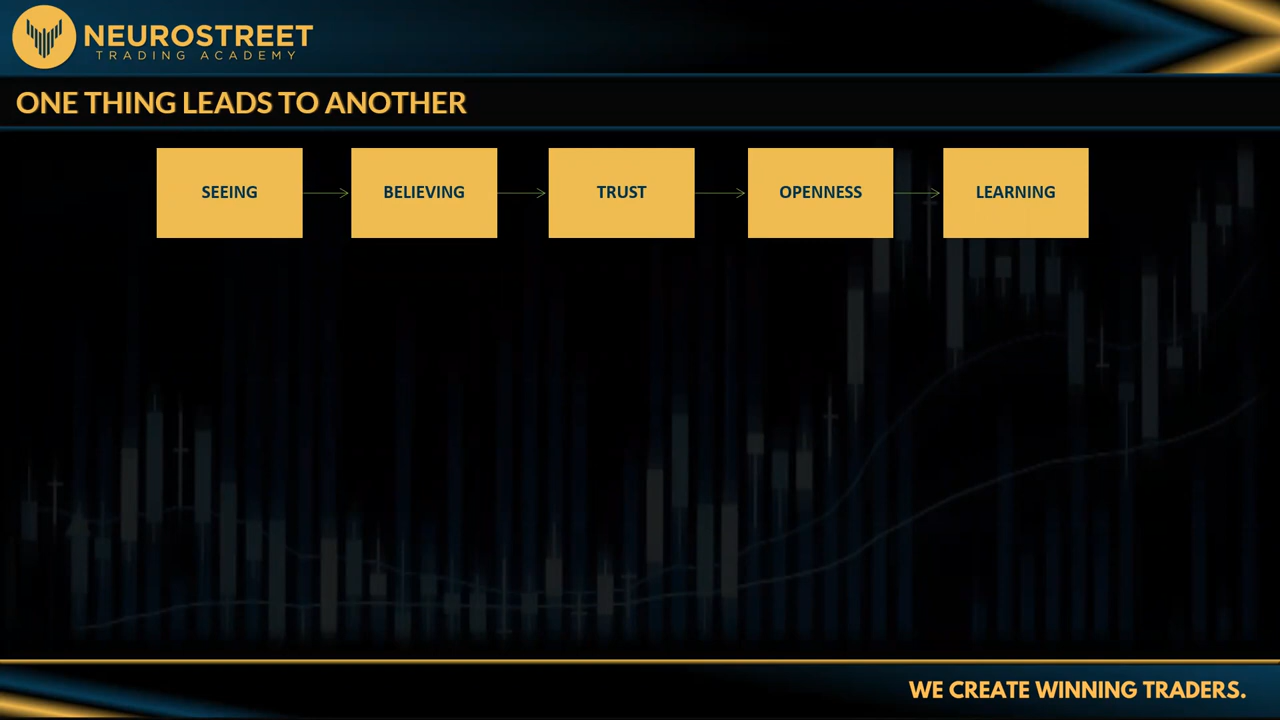 NEUROSTREET
TRADING ACADEMY
ONE THING LEADS TO ANOTHER
SEEING
BELIEVING
TRUST
OPENNESS
LEARNING
WE CREATE WINNING TRADERS.